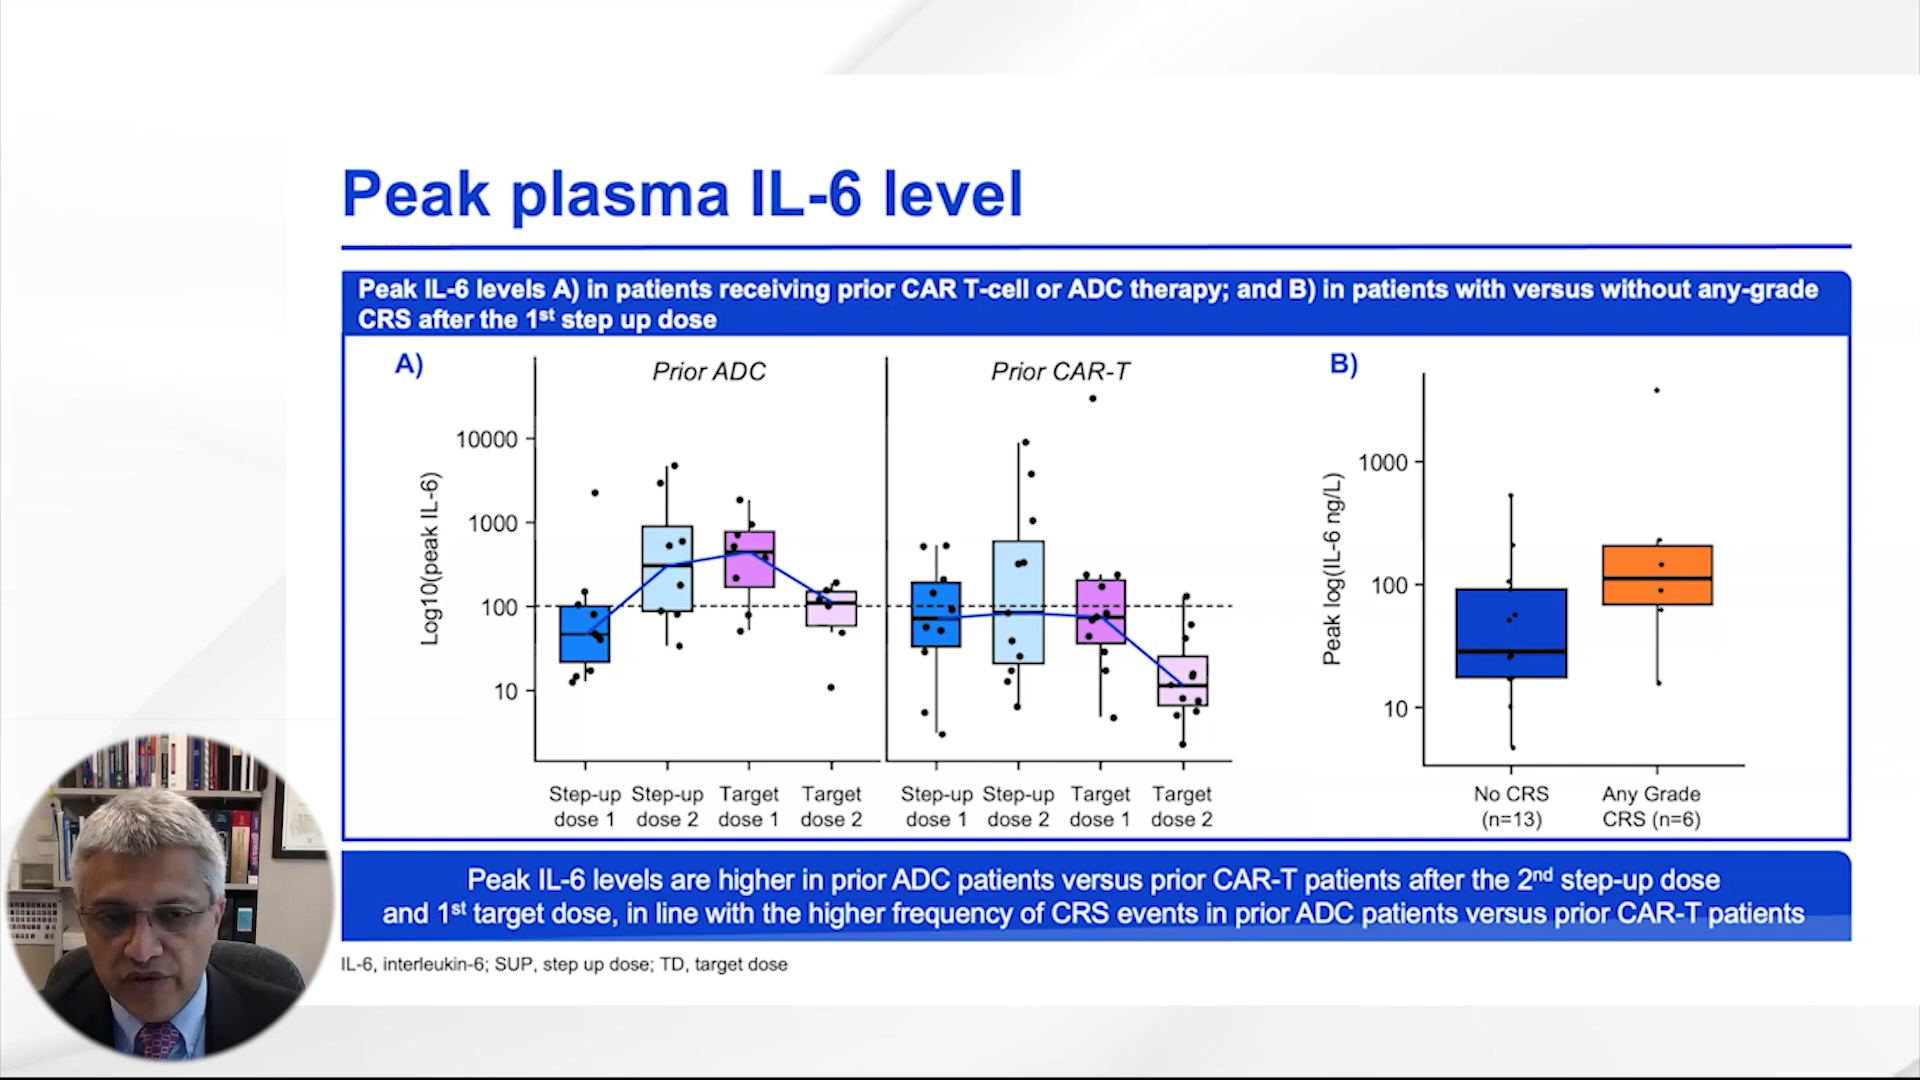 Peak plasma IL-6 level
Peak IL-6 levels A) in patients receiving prior CAR T-cell or ADC therapy; and B) in patients with versus without any-grade
CRS after the 1st step up dose
A)
Prior ADC
Prior CAR-T
Log10(peak IL-6)
10000
1000
100
10
Step-up dose 1
Step-up dose 2
Target dose 1
Target dose 2
Step-up dose 1
Step-up dose 2
Target dose 1
Target dose 2
B)
Peak log(IL-6 ng/L)
1000
100
10
No CRS
(n=13)
Any Grade
CRS (n=6)
Peak IL-6 levels are higher in prior ADC patients versus prior CAR-T patients after the 2nd step-up dose
and 1st target dose, in line with the higher frequency of CRS events in prior ADC patients versus prior CAR-T patients
IL-6, interleukin-6; SUP, step up dose; TD, target dose